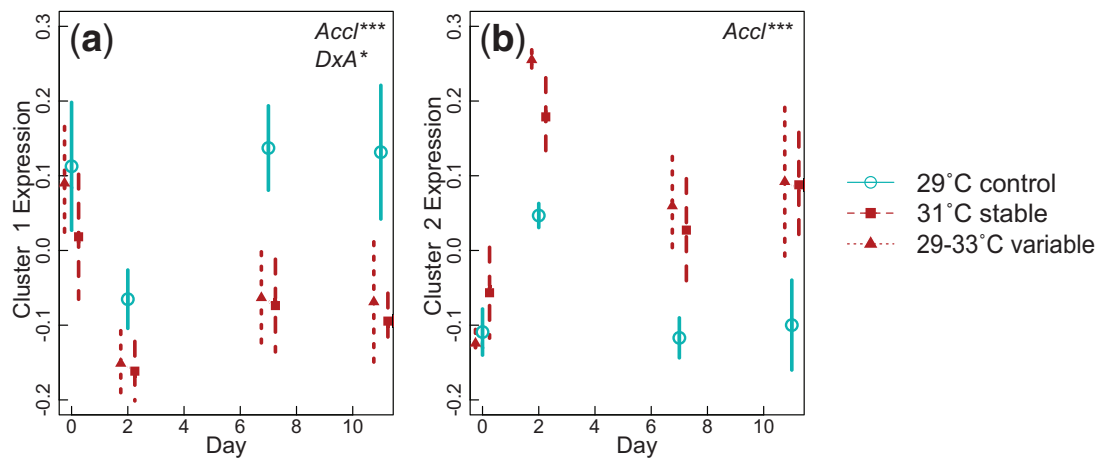 (a)
Accl***
DxA*
Cluster 1 Expression
0.3
0.2
0.1
0.0
-0.1
-0.2
0 2 4 6 8 10
Day
(b)
Accl***
Cluster 2 Expression
0.3
0.2
0.1
0.0
-0.1
-0.2
0 2 4 6 8 10
Day
29˚C control
31˚C stable
29-33˚C variable